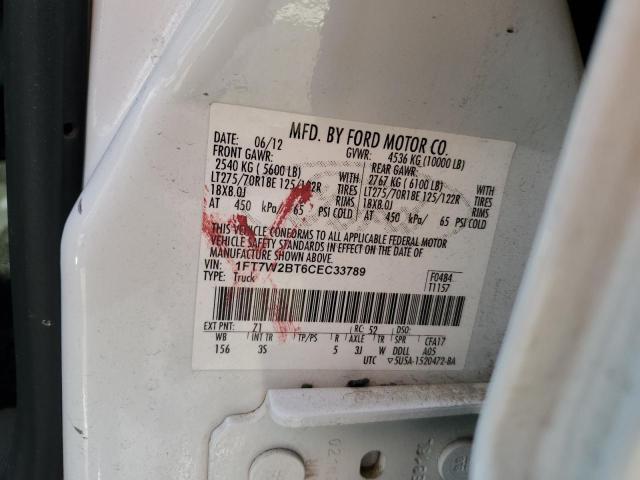 MFD. BY FORD MOTOR CO.
DATE: 06/12 GVWR: 4536 KG (10000 LB)
FRONT GAWR: REAR GAWR:
2540 KG ( 5600 LB) WITH 2767 KG ( 6100 LB) WITH
LT275/70R18E 125/122R TIRES LT275/70R18E 125/122R TIRES
18X8.0J RIMS 18X8.0J RIMS
AT 450 kPa/ 65 PSI COLD AT 450 kPa/ 65 PSI COLD
THIS VEHICLE CONFORMS TO ALL APPLICABLE FEDERAL MOTOR
VEHICLE SAFETY STANDARDS IN EFFECT ON THE DATE OF
MANUFACTURE SHOWN ABOVE.
VIN: 1FT7W2BT6CEC33789
TYPE: Truck
F0484
T1157
EXT PNT: Z1 RC: 52 DSO:
WB INT TR TP/PS R AXLE TR SPR CFA17
156 3S 5 3J W DDLL A05
UTC 5U5A-1520472-BA